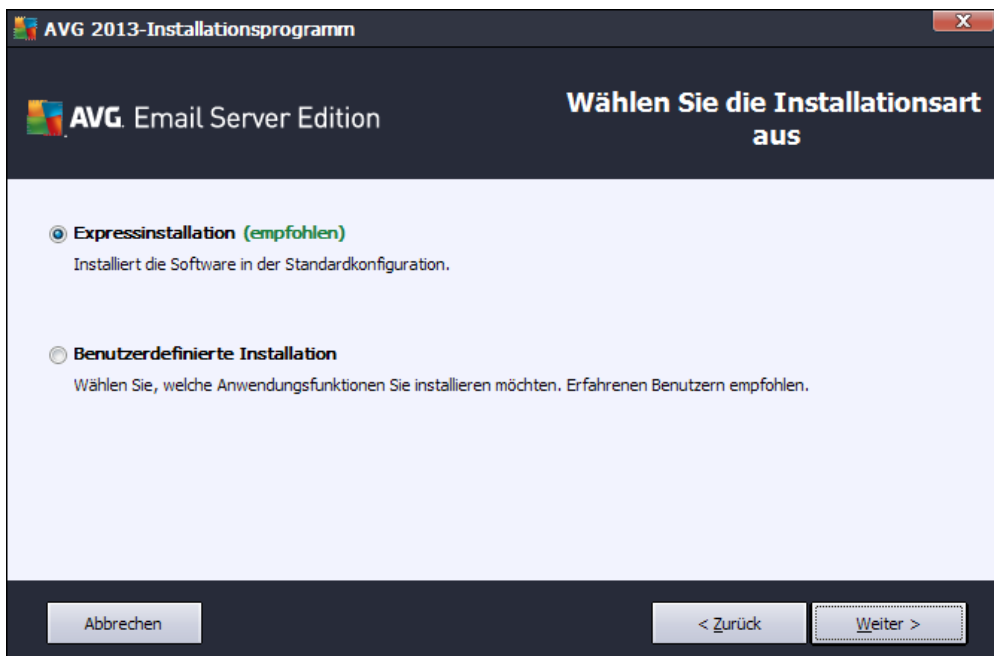 AVG 2013-Installationsprogramm
X
AVG. Email Server Edition
Wählen Sie die Installationsart
aus
Expressinstallation (empfohlen)
Installiert die Software in der Standardkonfiguration.
Benutzerdefinierte Installation
Wählen Sie, welche Anwendungsfunktionen Sie installieren möchten. Erfahrenen Benutzern empfohlen.
Abbrechen
< Zurück
Weiter >